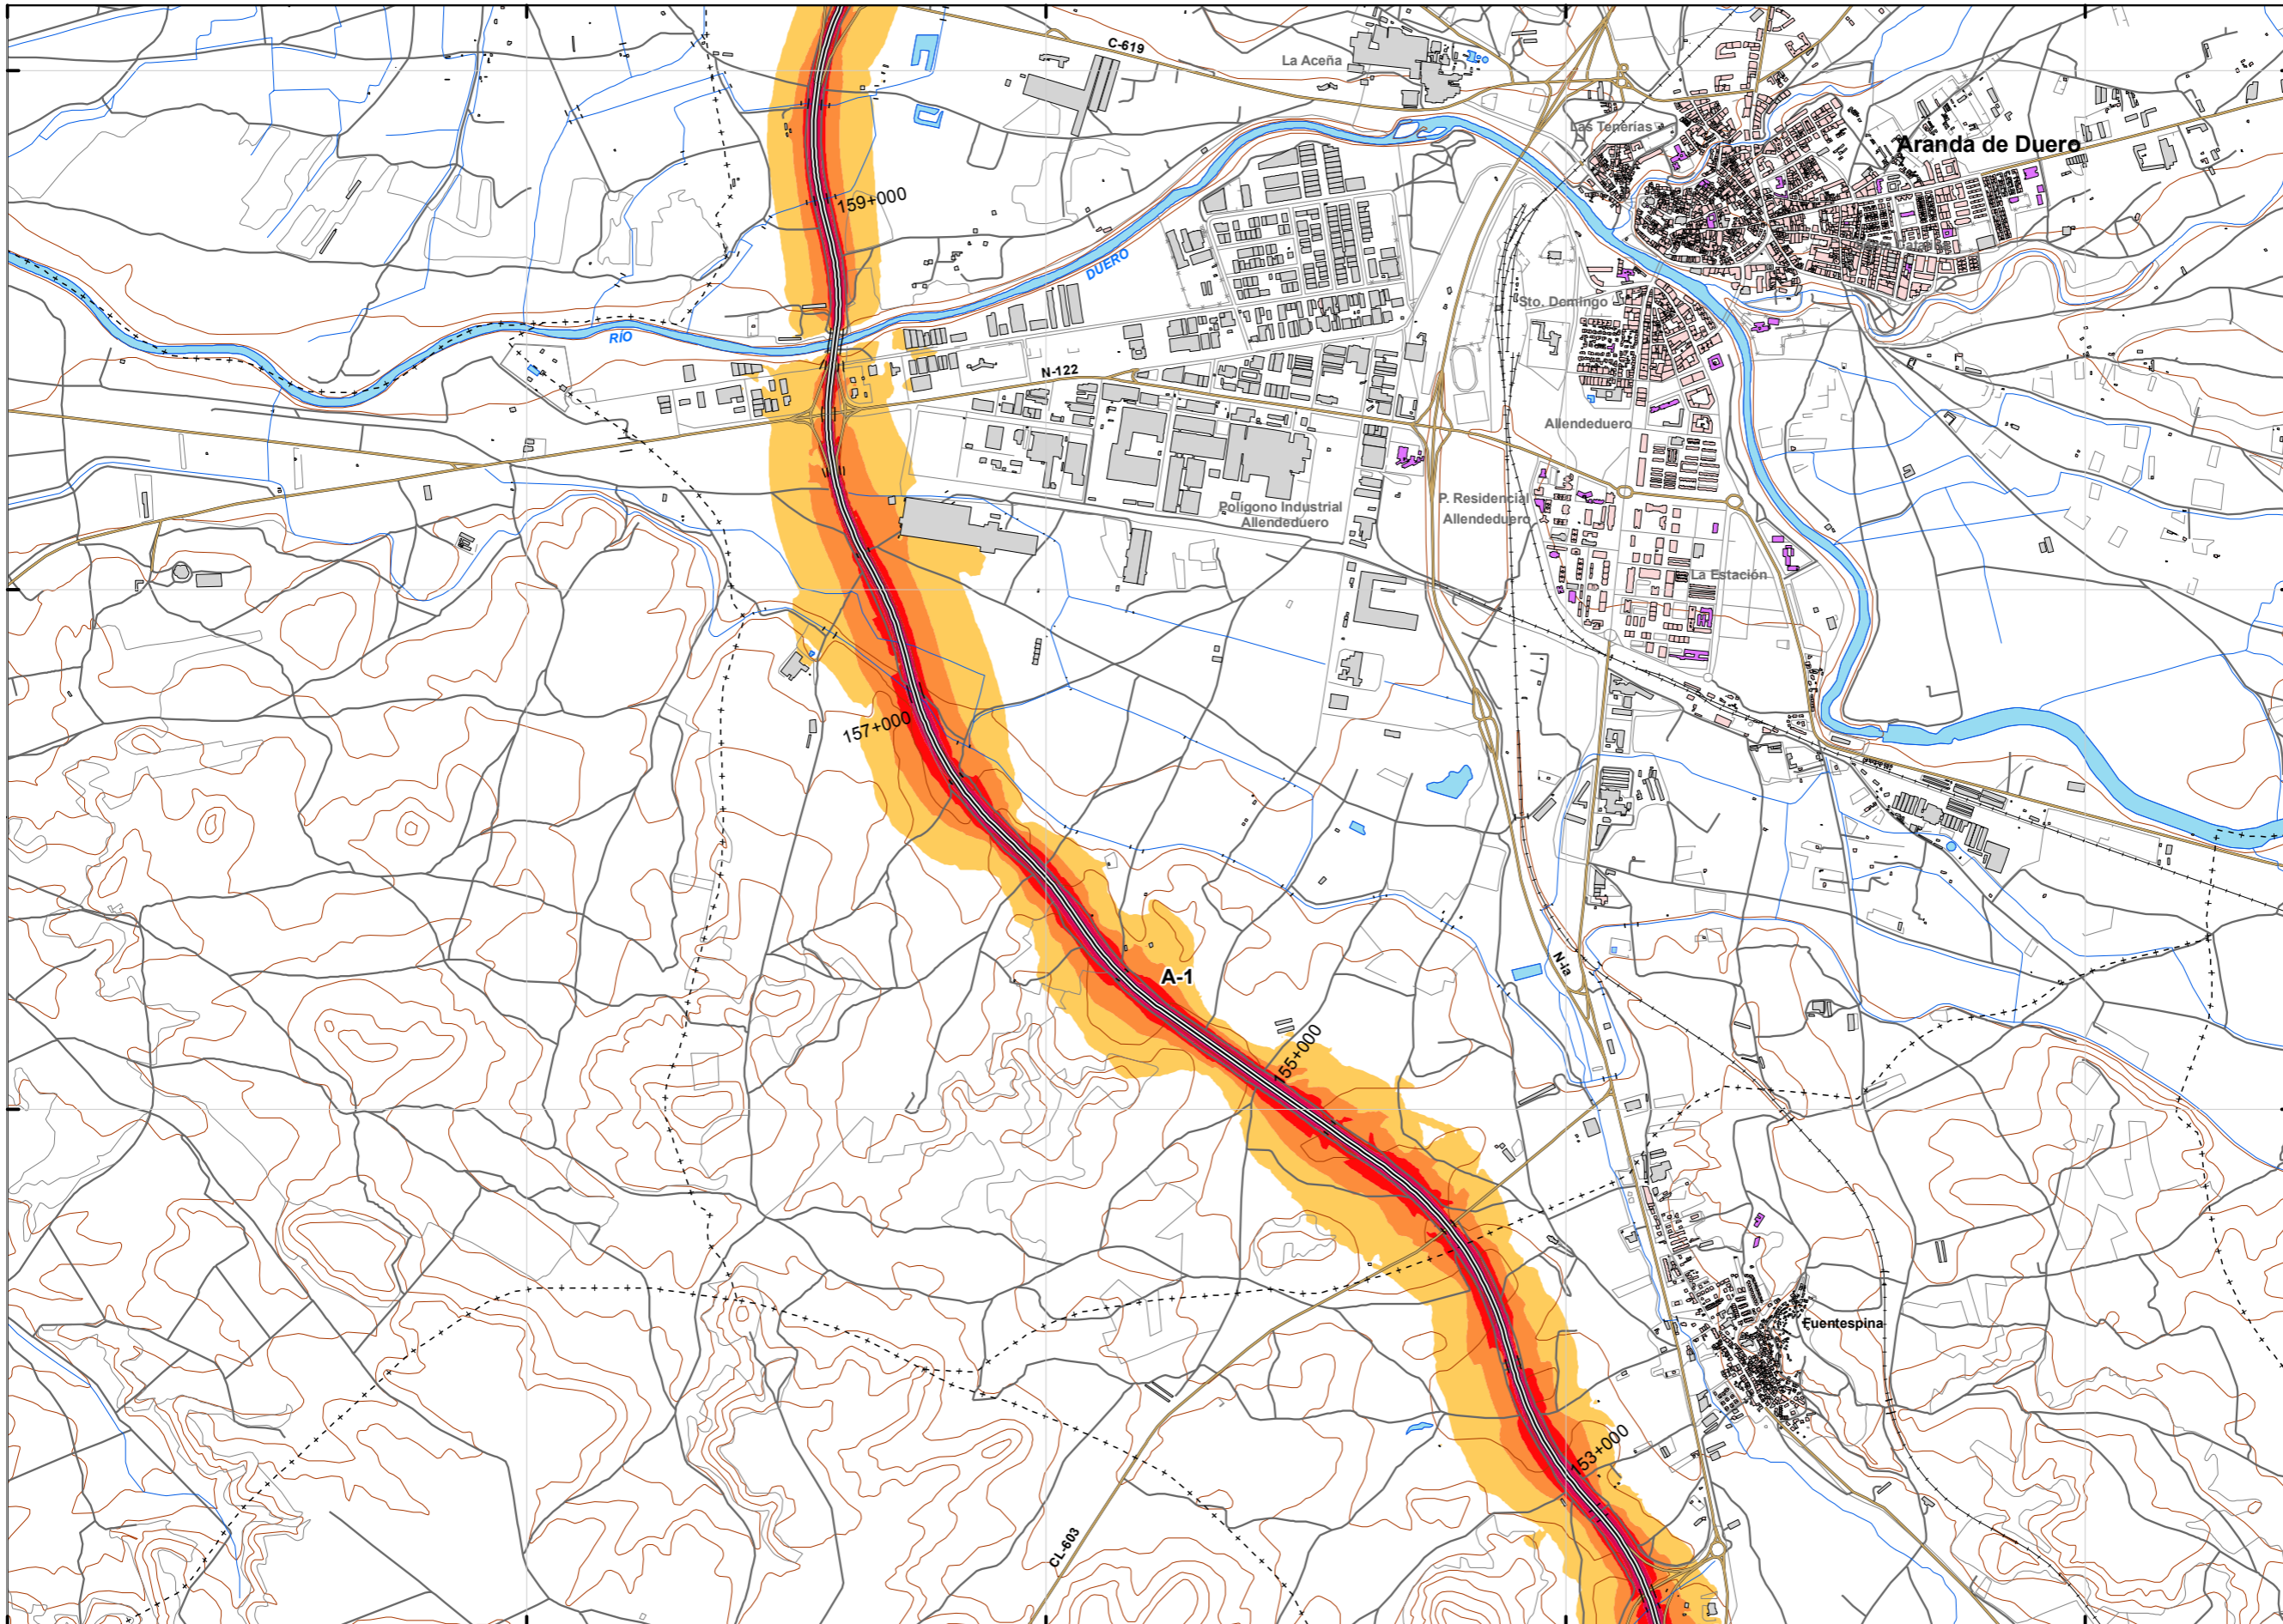 C-619
La Aceña
Las Tenerías
Aranda de Duero
159+000
DUERO
Sto. Domingo
RÍO
N-122
Allendeduero
P. Residencial
Allendeduero
Polígono Industrial
Allendeduero
La Estación
157+000
A-1
N-Ia
155+000
Fuentespina
153+000
CL-603